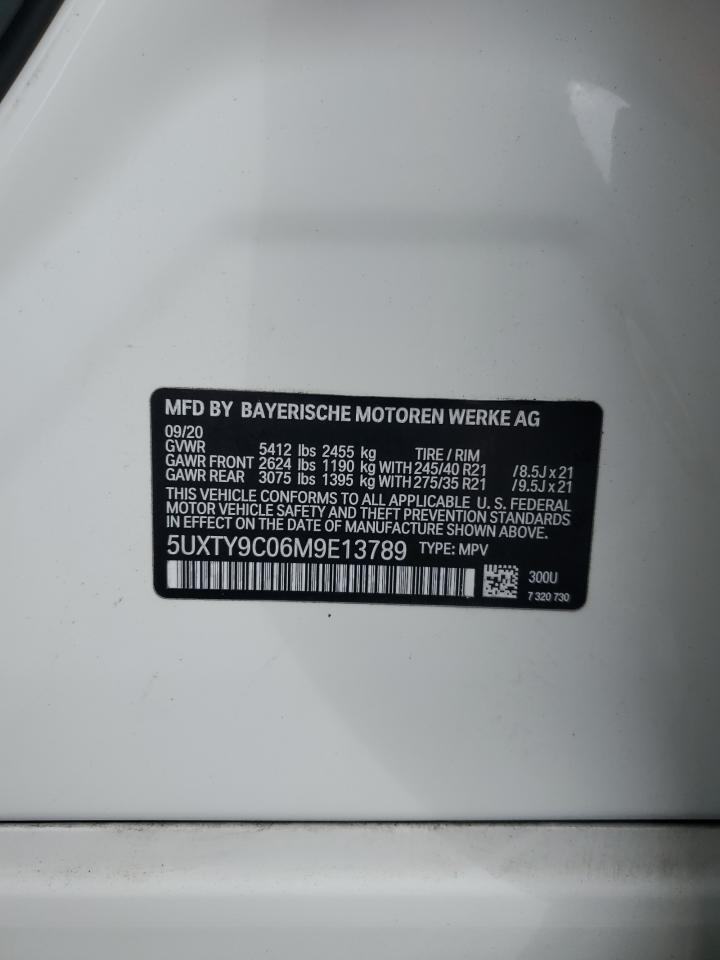 MFD BY BAYERISCHE MOTOREN WERKE AG
09/20
GVWR 5412 lbs 2455 kg TIRE / RIM
GAWR FRONT 2624 lbs 1190 kg WITH 245/40 R21 /8.5J x 21
GAWR REAR 3075 lbs 1395 kg WITH 275/35 R21 /9.5J x 21
THIS VEHICLE CONFORMS TO ALL APPLICABLE U. S. FEDERAL
MOTOR VEHICLE SAFETY AND THEFT PREVENTION STANDARDS
IN EFFECT ON THE DATE OF MANUFACTURE SHOWN ABOVE.
5UXTY9C06M9E13789 TYPE: MPV
300U
7 320 730